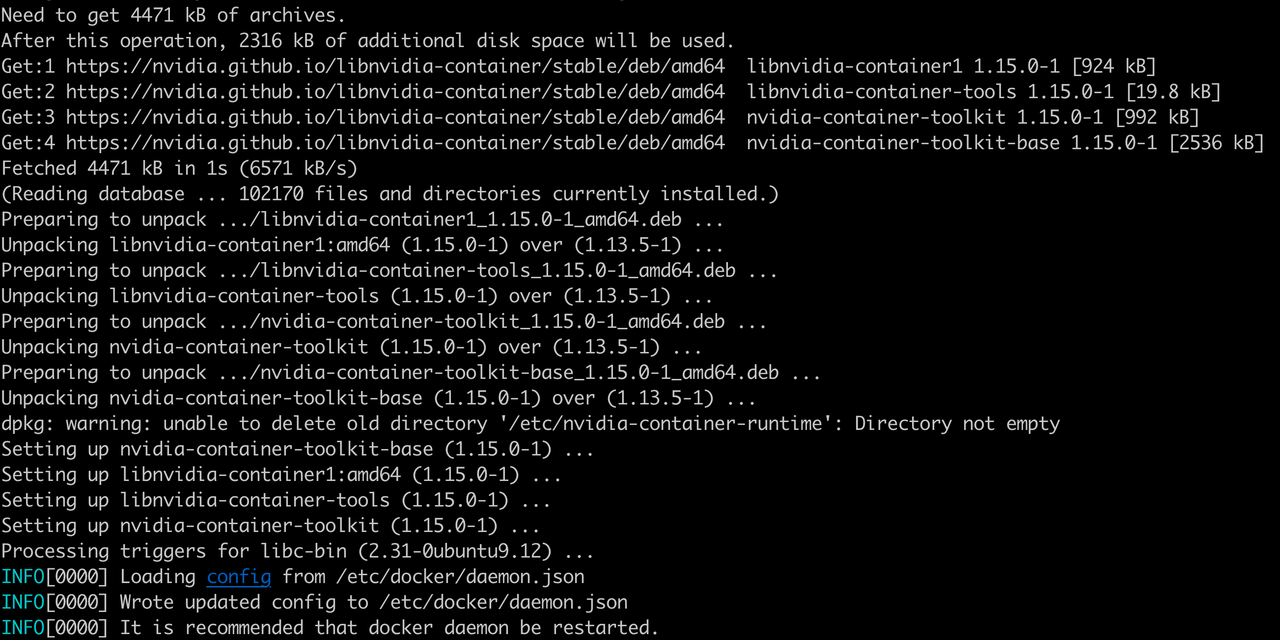 Need to get 4471 kB of archives.
After this operation, 2316 kB of additional disk space will be used.
Get:1 https://nvidia.github.io/libnvidia-container/stable/deb/amd64  libnvidia-container1 1.15.0-1 [924 kB]
Get:2 https://nvidia.github.io/libnvidia-container/stable/deb/amd64  libnvidia-container-tools 1.15.0-1 [19.8 kB]
Get:3 https://nvidia.github.io/libnvidia-container/stable/deb/amd64  nvidia-container-toolkit 1.15.0-1 [992 kB]
Get:4 https://nvidia.github.io/libnvidia-container/stable/deb/amd64  nvidia-container-toolkit-base 1.15.0-1 [2536 kB]
Fetched 4471 kB in 1s (6571 kB/s)
(Reading database ... 102170 files and directories currently installed.)
Preparing to unpack .../libnvidia-container1_1.15.0-1_amd64.deb ...
Unpacking libnvidia-container1:amd64 (1.15.0-1) over (1.13.5-1) ...
Preparing to unpack .../libnvidia-container-tools_1.15.0-1_amd64.deb ...
Unpacking libnvidia-container-tools (1.15.0-1) over (1.13.5-1) ...
Preparing to unpack .../nvidia-container-toolkit_1.15.0-1_amd64.deb ...
Unpacking nvidia-container-toolkit (1.15.0-1) over (1.13.5-1) ...
Preparing to unpack .../nvidia-container-toolkit-base_1.15.0-1_amd64.deb ...
Unpacking nvidia-container-toolkit-base (1.15.0-1) over (1.13.5-1) ...
dpkg: warning: unable to delete old directory '/etc/nvidia-container-runtime': Directory not empty
Setting up nvidia-container-toolkit-base (1.15.0-1) ...
Setting up libnvidia-container1:amd64 (1.15.0-1) ...
Setting up libnvidia-container-tools (1.15.0-1) ...
Setting up nvidia-container-toolkit (1.15.0-1) ...
Processing triggers for libc-bin (2.31-0ubuntu9.12) ...
INFO[0000] Loading config from /etc/docker/daemon.json
INFO[0000] Wrote updated config to /etc/docker/daemon.json
INFO[0000] It is recommended that docker daemon be restarted.